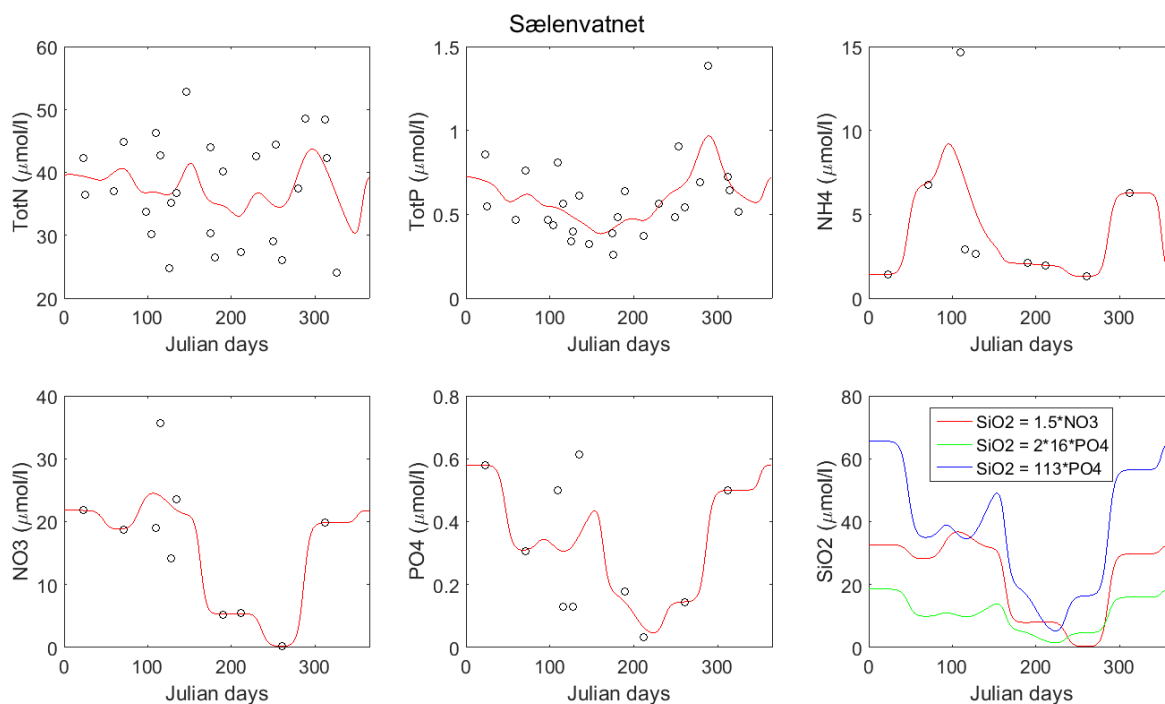 Sælenvatnet
60
50
40
30
20
TotN (μmol/l)
0 100 200 300
Julian days
1.5
1
0.5
0
TotP (μmol/l)
0 100 200 300
Julian days
15
10
5
0
NH4 (μmol/l)
0 100 200 300
Julian days
40
30
20
10
0
NO3 (μmol/l)
0 100 200 300
Julian days
0.8
0.6
0.4
0.2
0
PO4 (μmol/l)
0 100 200 300
Julian days
80
60
40
20
0
SiO2 (μmol/l)
SiO2 = 1.5*NO3
SiO2 = 2*16*PO4
SiO2 = 113*PO4
0 100 200 300
Julian days